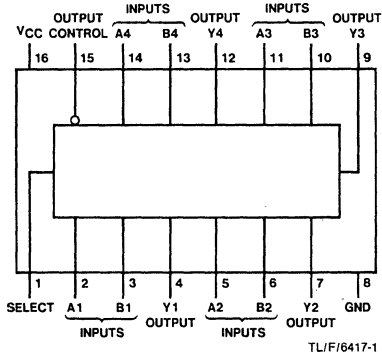 INPUTS INPUTS
OUTPUT OUTPUT OUTPUT
VCC CONTROL A4 B4 Y4 A3 B3 Y3
16 15 14 13 12 11 10 9
1 2 3 4 5 6 7 8
SELECT A1 B1 Y1 A2 B2 Y2 GND
INPUTS OUTPUT INPUTS OUTPUT
TL/F/6417-1